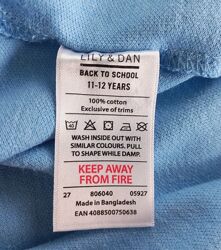 LILY & DAN
BACK TO SCHOOL
11-12 YEARS
100% cotton
Exclusive of trims
40
WASH INSIDE OUT WITH
SIMILAR COLOURS. PULL
TO SHAPE WHILE DAMP.
KEEP AWAY
FROM FIRE
27 806040 05927
Made in Bangladesh
EAN 4088500750638